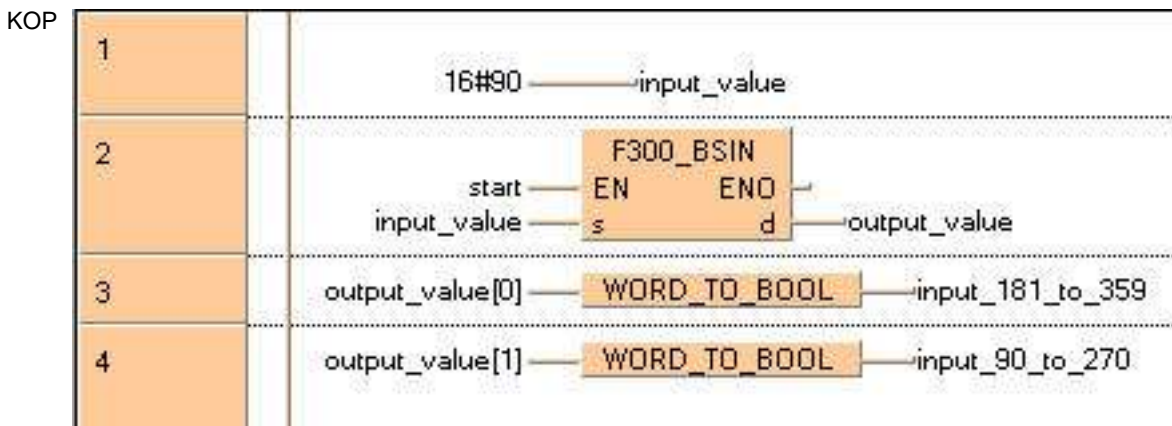 KOP
1
16#90 input_value
2
F300_BSIN
start EN ENO
input_value s d output_value
3 output_value[0] WORD_TO_BOOL input_181_to_359
4 output_value[1] WORD_TO_BOOL input_90_to_270